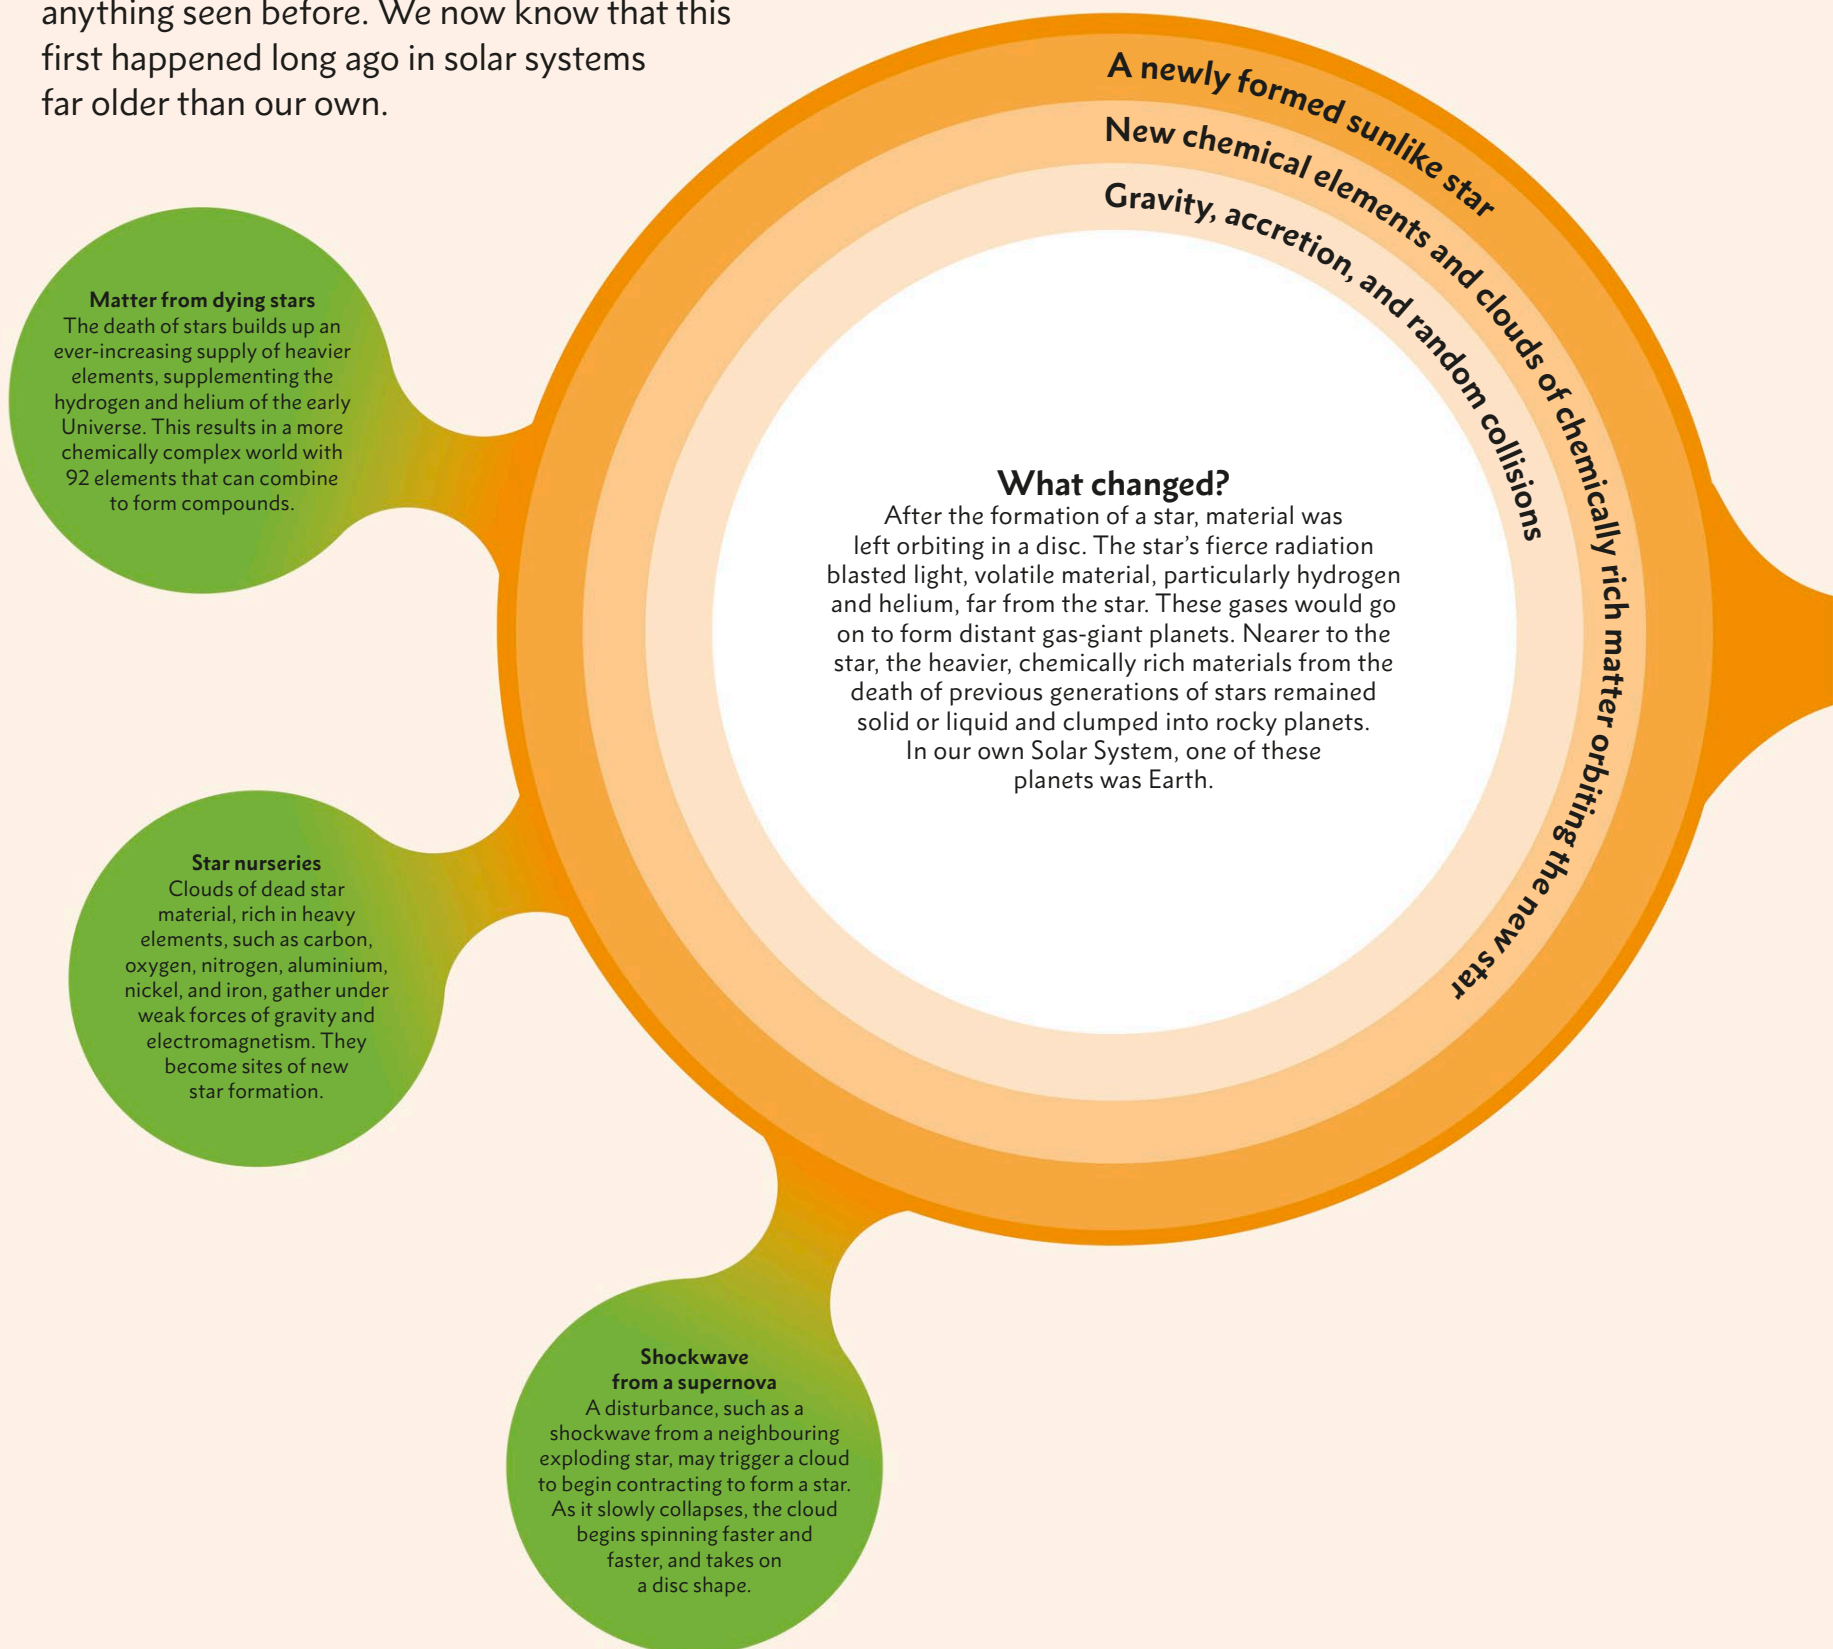 anything seen before. We now know that this
first happened long ago in solar systems
far older than our own.
A newly formed sunlike star
New chemical elements and clouds of chemically rich matter orbiting the new star
Gravity, accretion, and random collisions
Matter from dying stars
The death of stars builds up an
ever-increasing supply of heavier
elements, supplementing the
hydrogen and helium of the early
Universe. This results in a more
chemically complex world with
92 elements that can combine
to form compounds.
What changed?
After the formation of a star, material was
left orbiting in a disc. The star’s fierce radiation
blasted light, volatile material, particularly hydrogen
and helium, far from the star. These gases would go
on to form distant gas-giant planets. Nearer to the
star, the heavier, chemically rich materials from the
death of previous generations of stars remained
solid or liquid and clumped into rocky planets.
In our own Solar System, one of these
planets was Earth.
Star nurseries
Clouds of dead star
material, rich in heavy
elements, such as carbon,
oxygen, nitrogen, aluminium,
nickel, and iron, gather under
weak forces of gravity and
electromagnetism. They
become sites of new
star formation.
Shockwave
from a supernova
A disturbance, such as a
shockwave from a neighbouring
exploding star, may trigger a cloud
to begin contracting to form a star.
As it slowly collapses, the cloud
begins spinning faster and
faster, and takes on
a disc shape.